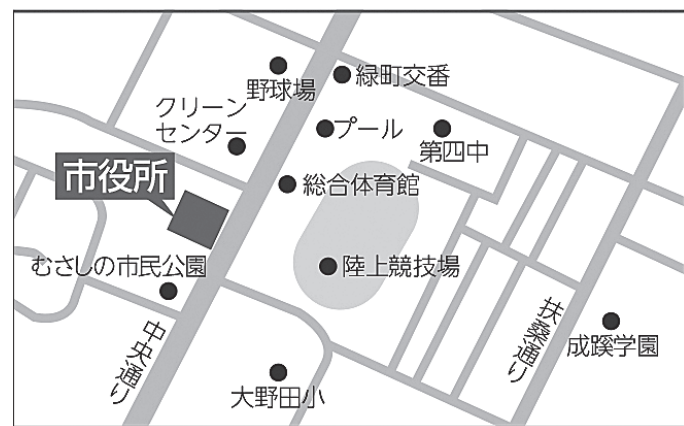 野球場
緑町交番
クリーン
センター
プール
第四中
市役所
総合体育館
むさしの市民公園
陸上競技場
中央通り
扶桑通り
成蹊学園
大野田小